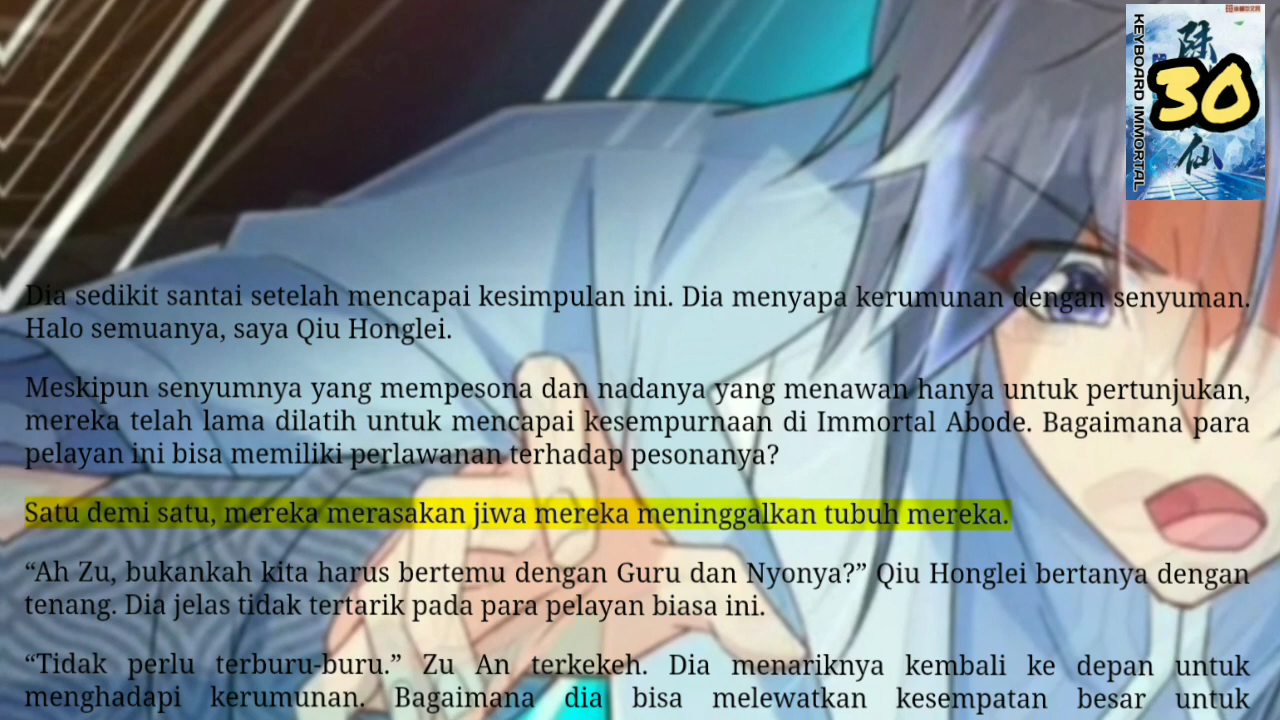 KEYBOARD IMMORTAL
30
仙
Dia sedikit santai setelah mencapai kesimpulan ini. Dia menyapa kerumunan dengan senyuman.
Halo semuanya, saya Qiu Honglei.
Meskipun senyumnya yang mempesona dan nadanya yang menawan hanya untuk pertunjukan,
mereka telah lama dilatih untuk mencapai kesempurnaan di Immortal Abode. Bagaimana para
pelayan ini bisa memiliki perlawanan terhadap pesonanya?
Satu demi satu, mereka merasakan jiwa mereka meninggalkan tubuh mereka.
“Ah Zu, bukankah kita harus bertemu dengan Guru dan Nyonya?” Qiu Honglei bertanya dengan
tenang. Dia jelas tidak tertarik pada para pelayan biasa ini.
“Tidak perlu terburu-buru.” Zu An terkekeh. Dia menariknya kembali ke depan untuk
menghadapi kerumunan. Bagaimana dia bisa melewatkan kesempatan besar untuk